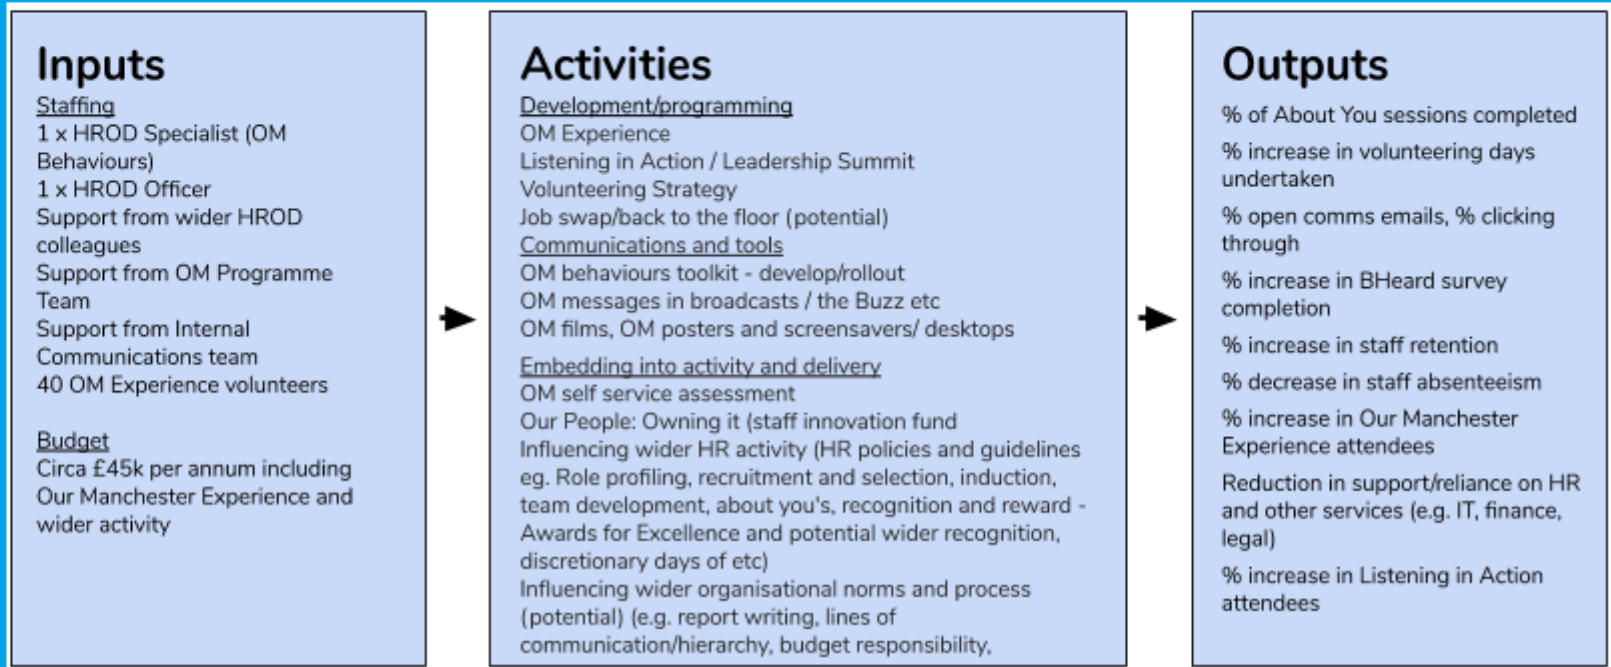 Inputs
Staffing
1 x HROD Specialist (OM
Behaviours)
1 x HROD Officer
Support from wider HROD
colleagues
Support from OM Programme
Team
Support from Internal
Communications team
40 OM Experience volunteers
Budget
Circa £45k per annum including
Our Manchester Experience and
wider activity
Activities
Development/programming
OM Experience
Listening in Action / Leadership Summit
Volunteering Strategy
Job swap/back to the floor (potential)
Communications and tools
OM behaviours toolkit - develop/rollout
OM messages in broadcasts / the Buzz etc
OM films, OM posters and screensavers/ desktops
Embedding into activity and delivery
OM self service assessment
Our People: Owning it (staff innovation fund
Influencing wider HR activity (HR policies and guidelines
eg. Role profiling, recruitment and selection, induction,
team development, about you's, recognition and reward -
Awards for Excellence and potential wider recognition,
discretionary days of etc)
Influencing wider organisational norms and process
(potential) (e.g. report writing, lines of
communication/hierarchy, budget responsibility,
Outputs
% of About You sessions completed
% increase in volunteering days
undertaken
% open comms emails, % clicking
through
% increase in BHeard survey
completion
% increase in staff retention
% decrease in staff absenteeism
% increase in Our Manchester
Experience attendees
Reduction in support/reliance on HR
and other services (e.g. IT, finance,
legal)
% increase in Listening in Action
attendees